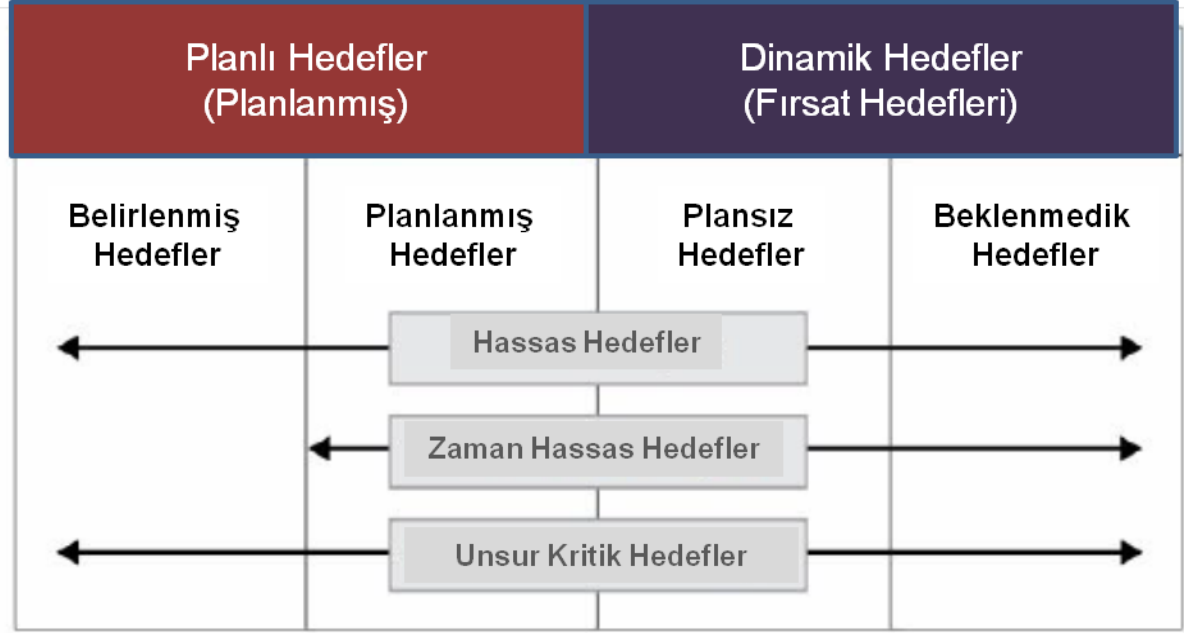 Planlı Hedefler
(Planlanmış)
Dinamik Hedefler
(Fırsat Hedefleri)
Belirlenmiş
Hedefler
Planlanmış
Hedefler
Plansız
Hedefler
Beklenmedik
Hedefler
Hassas Hedefler
Zaman Hassas Hedefler
Unsur Kritik Hedefler